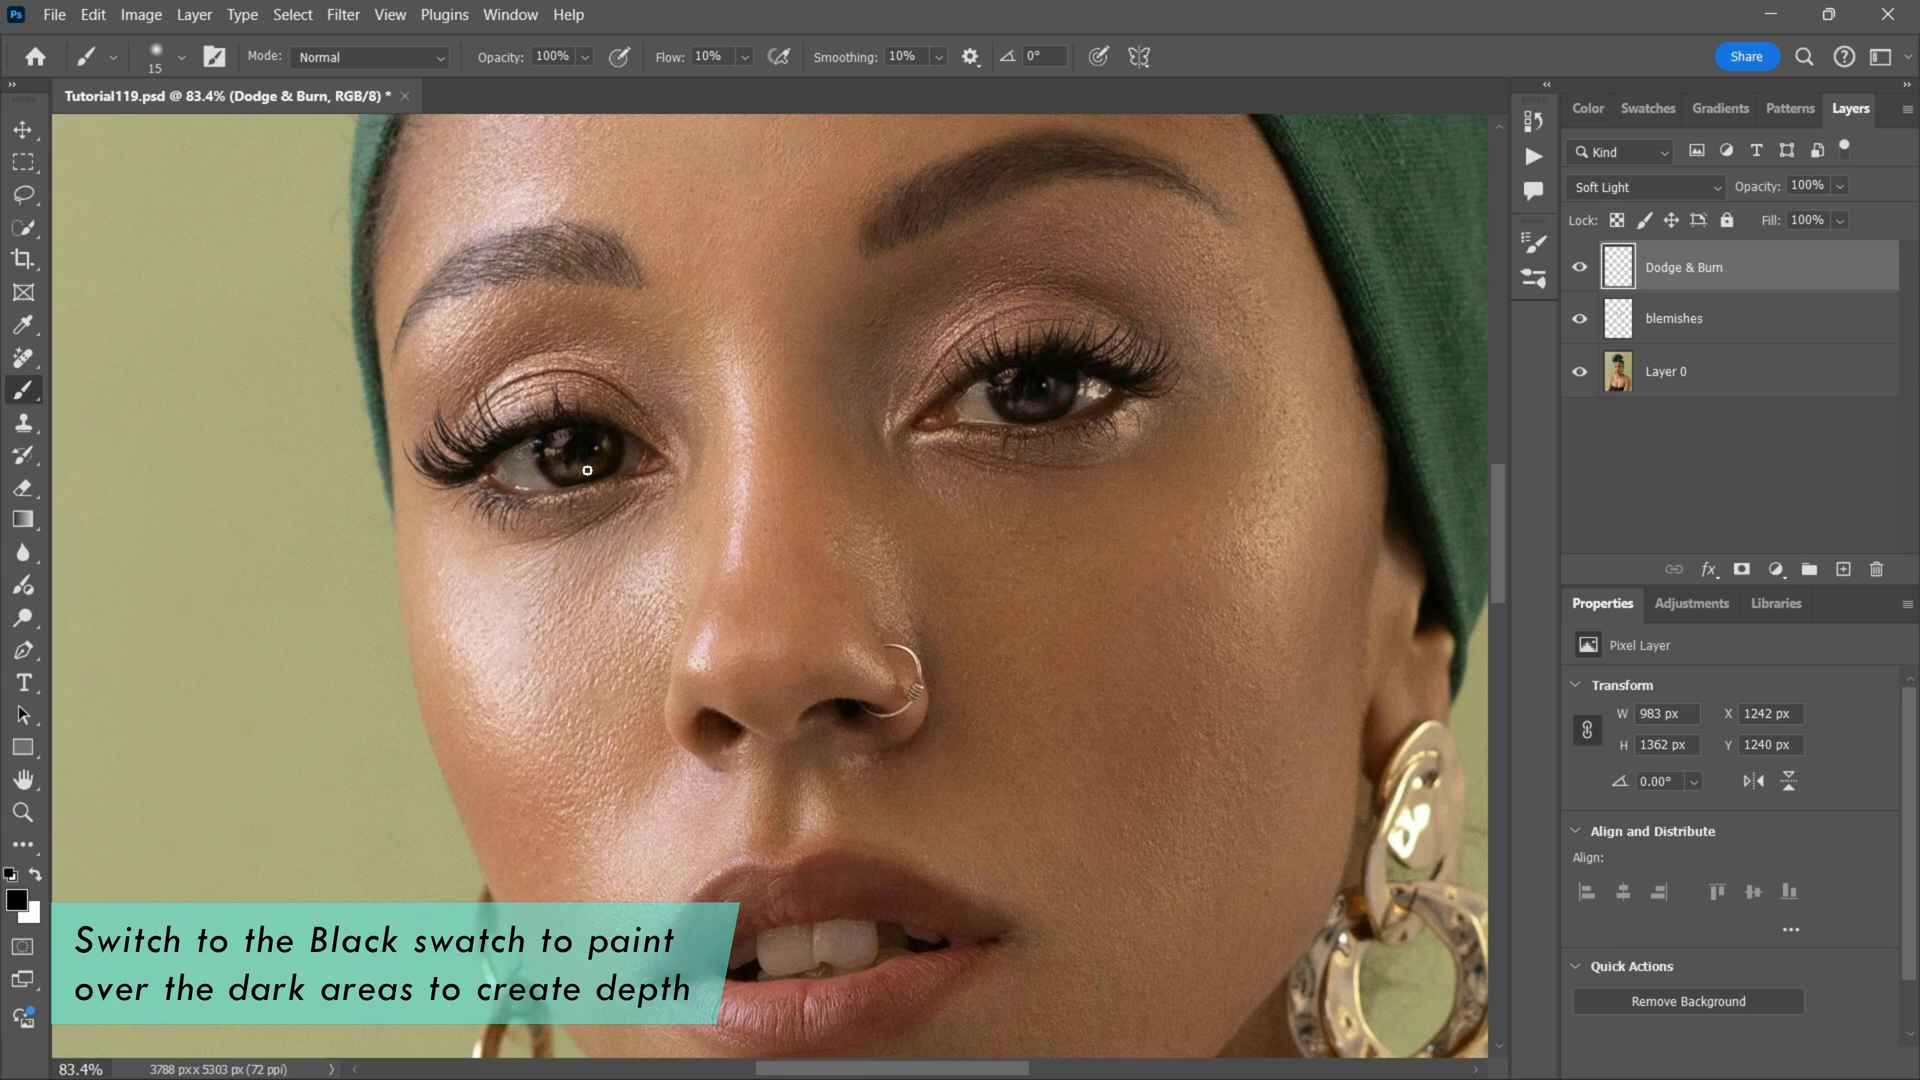 Ps File Edit Image Layer Type Select Filter View Plugins Window Help
15 Mode: Normal Opacity: 100% Flow: 10% Smoothing: 10% 0° Share
Tutorial119.psd @ 83.4% (Dodge & Burn, RGB/8) *
Color Swatches Gradients Patterns Layers
Kind
Soft Light Opacity: 100%
Lock: Fill: 100%
Dodge & Burn
blemishes
Layer 0
fx
Properties Adjustments Libraries
Pixel Layer
Transform
W 983 px X 1242 px
H 1362 px Y 1240 px
0.00°
Align and Distribute
Align:
Quick Actions
Remove Background
Switch to the Black swatch to paint
over the dark areas to create depth
83.4% 3788 px x 5303 px (72 ppi)